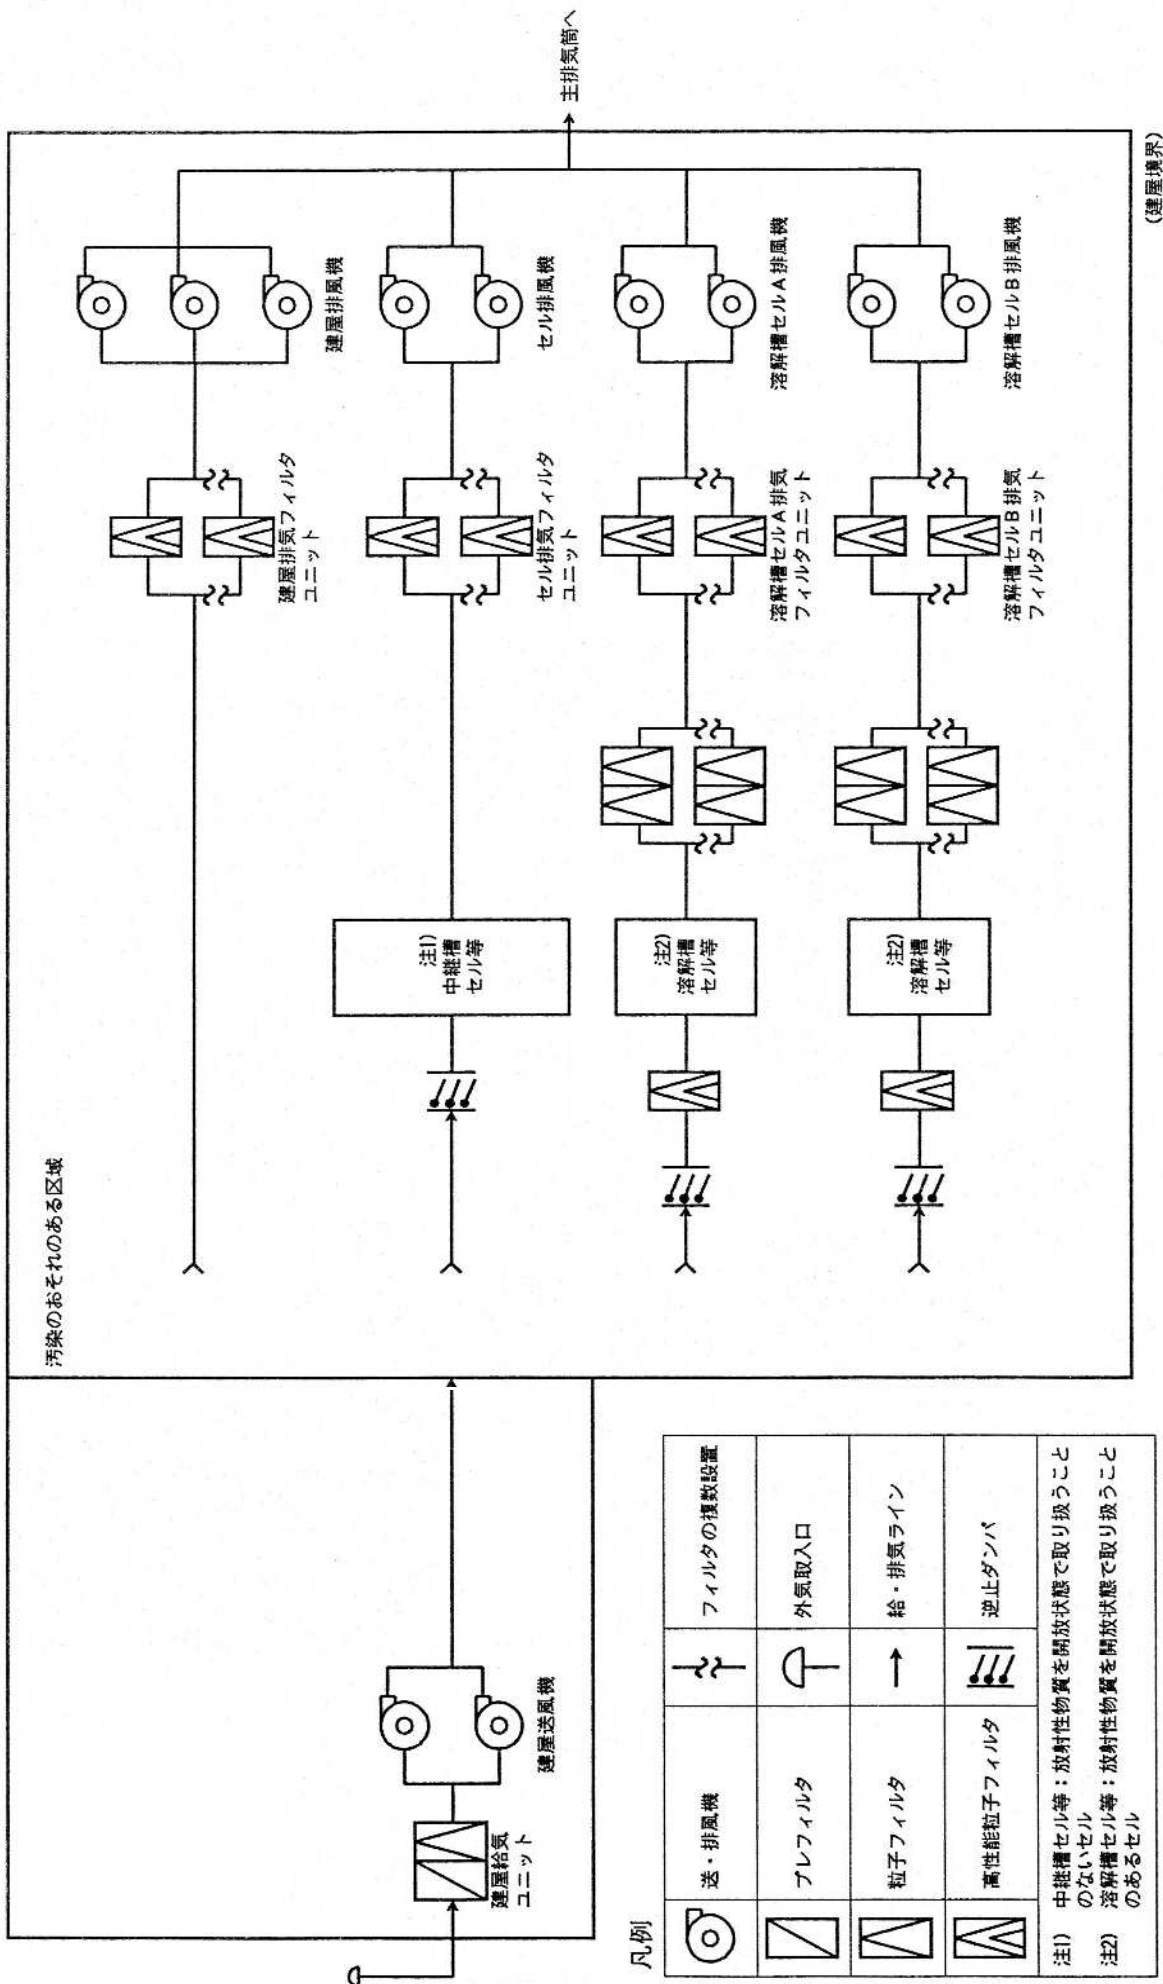 汚染のおそれのある区域
主排気筒へ
(建屋境界)
建屋給気
ユニット
建屋送風機
建屋排気フィルタ
ユニット
建屋排風機
注1)
中継槽
セル等
セル排気フィルタ
ユニット
セル排風機
注2)
溶解槽
セル等
溶解槽セルA排気
フィルタユニット
溶解槽セルA排風機
注2)
溶解槽
セル等
溶解槽セルB排気
フィルタユニット
溶解槽セルB排風機
凡例
送・排風機
フィルタの複数設置
プレフィルタ
外気取入口
粒子フィルタ
給・排気ライン
高性能粒子フィルタ
逆止ダンパ
注1) 中継槽セル等:放射性物質を開放状態で取り扱うこと
のないセル
注2) 溶解槽セル等:放射性物質を開放状態で取り扱うこと
のあるセル